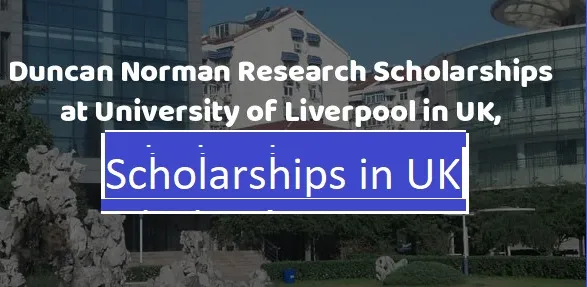 Duncan Norman Research Scholarships
at University of Liverpool in UK,
Scholarships in UK